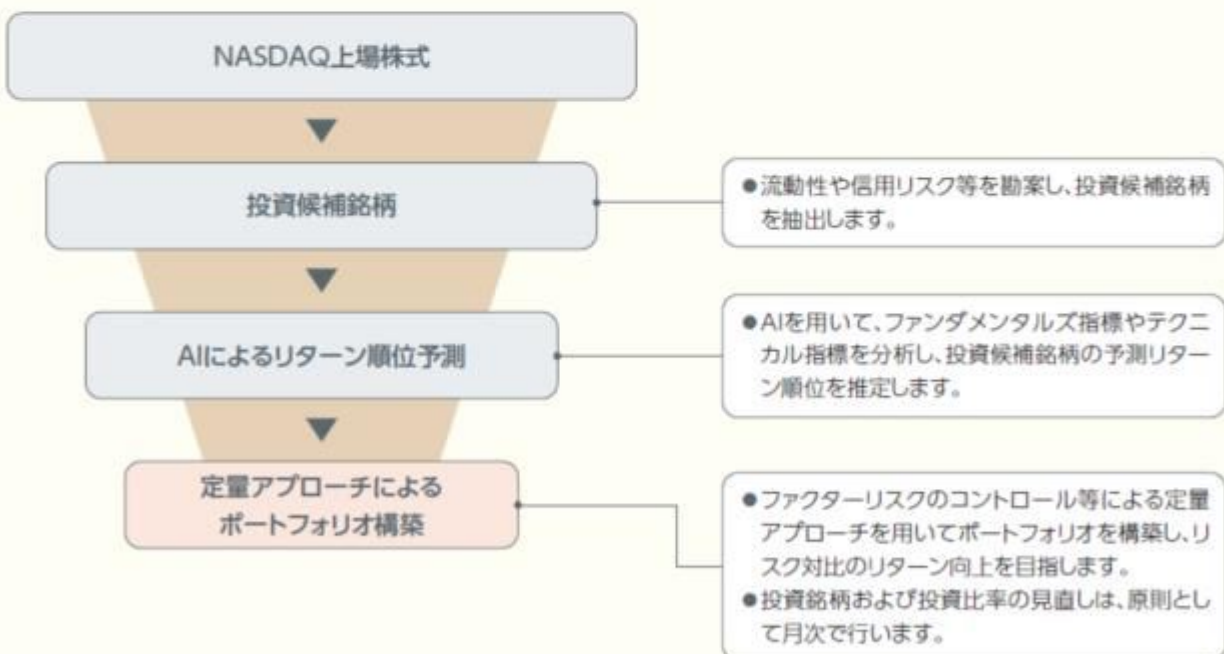 NASDAQ上場株式
投資候補銘柄
●流動性や信用リスク等を勘案し、投資候補銘柄
を抽出します。
AIによるリターン順位予測
●AIを用いて、ファンダメンタルズ指標やテクニ
カル指標を分析し、投資候補銘柄の予測リター
ン順位を推定します。
定量アプローチによる
ポートフォリオ構築
●ファクターリスクのコントロール等による定量
アプローチを用いてポートフォリオを構築し、リ
スク対比のリターン向上を目指します。
●投資銘柄および投資比率の見直しは、原則とし
て月次で行います。